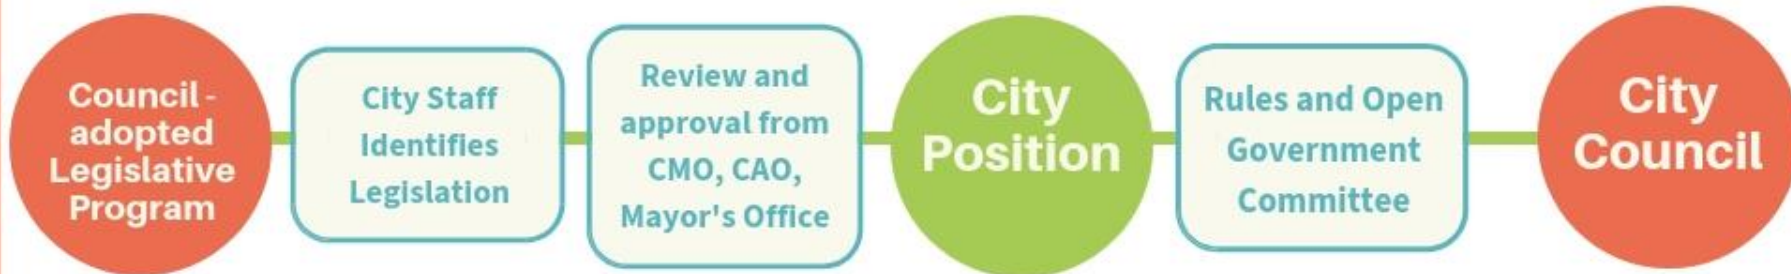 Council -
adopted
Legislative
Program
City Staff
Identifies
Legislation
Review and
approval from
CMO, CAO,
Mayor's Office
City
Position
Rules and Open
Government
Committee
City
Council